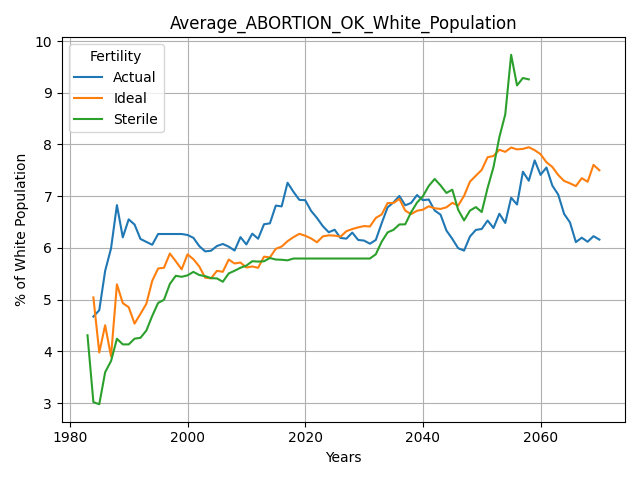 Average_ABORTION_OK_White_Population
Fertility
Actual
Ideal
Sterile
% of White Population
10
9
8
7
6
5
4
3
1980
2000
2020
2040
2060
Years